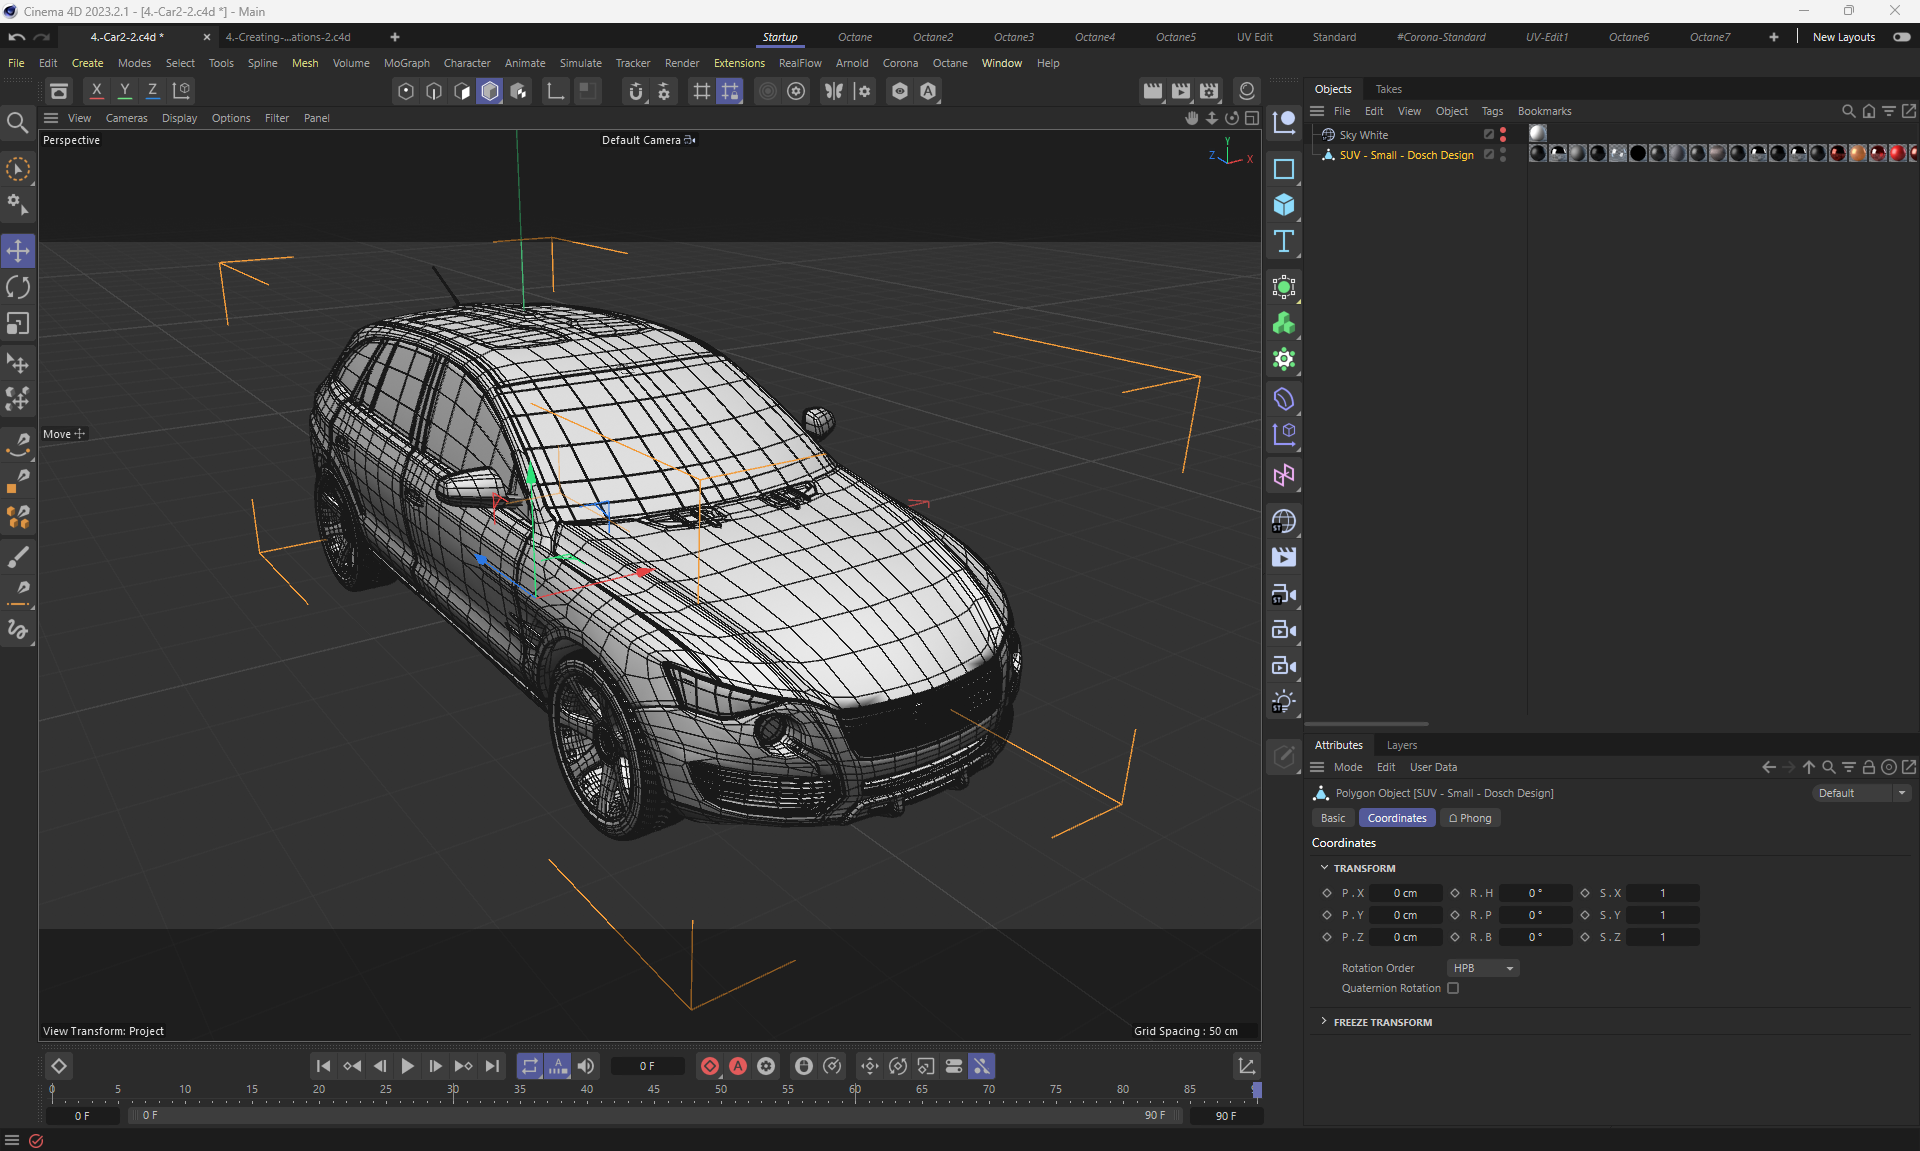 Cinema 4D 2023.2.1 - [4.-Car2-2.c4d *] - Main
4.-Car2-2.c4d *
4.-Creating-...ations-2.c4d
Startup
Octane
Octane2
Octane3
Octane4
Octane5
UV Edit
Standard
#Corona-Standard
UV-Edit1
Octane6
Octane7
New Layouts
File Edit Create Modes Select Tools Spline Mesh Volume MoGraph Character Animate Simulate Tracker Render Extensions RealFlow Arnold Corona Octane Window Help
X Y Z
View Cameras Display Options Filter Panel
Perspective
Default Camera
Y
Z X
Move
View Transform: Project
Grid Spacing : 50 cm
Objects Takes
File Edit View Object Tags Bookmarks
Sky White
SUV - Small - Dosch Design
Attributes Layers
Mode Edit User Data
Polygon Object [SUV - Small - Dosch Design]
Default
Basic Coordinates Phong
Coordinates
TRANSFORM
P . X 0 cm R . H 0 ° S . X 1
P . Y 0 cm R . P 0 ° S . Y 1
P . Z 0 cm R . B 0 ° S . Z 1
Rotation Order HPB
Quaternion Rotation
FREEZE TRANSFORM
0 F
0 5 10 15 20 25 30 35 40 45 50 55 60 65 70 75 80 85
0 F 0 F 90 F 90 F